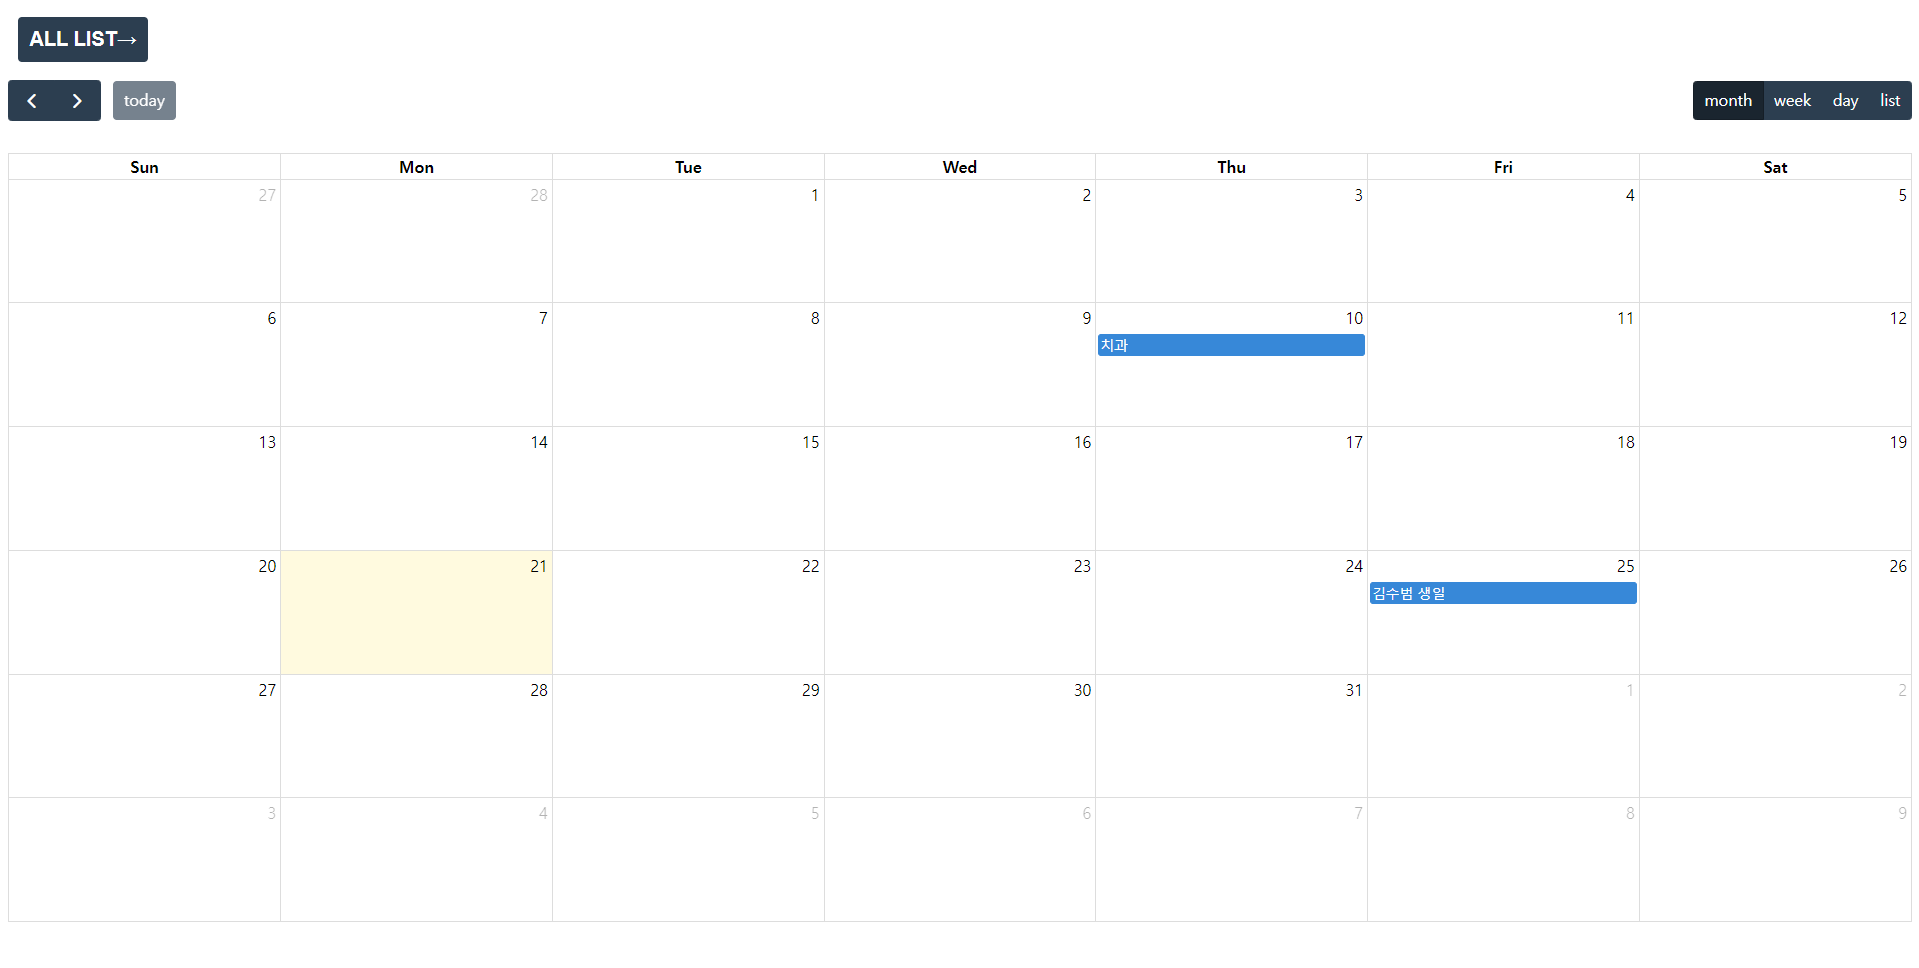 ALL LIST→
today
month week day list
Sun Mon Tue Wed Thu Fri Sat
27 28 1 2 3 4 5
6 7 8 9 10 11 12
치과
13 14 15 16 17 18 19
20 21 22 23 24 25 26
김수범 생일
27 28 29 30 31 1 2
3 4 5 6 7 8 9